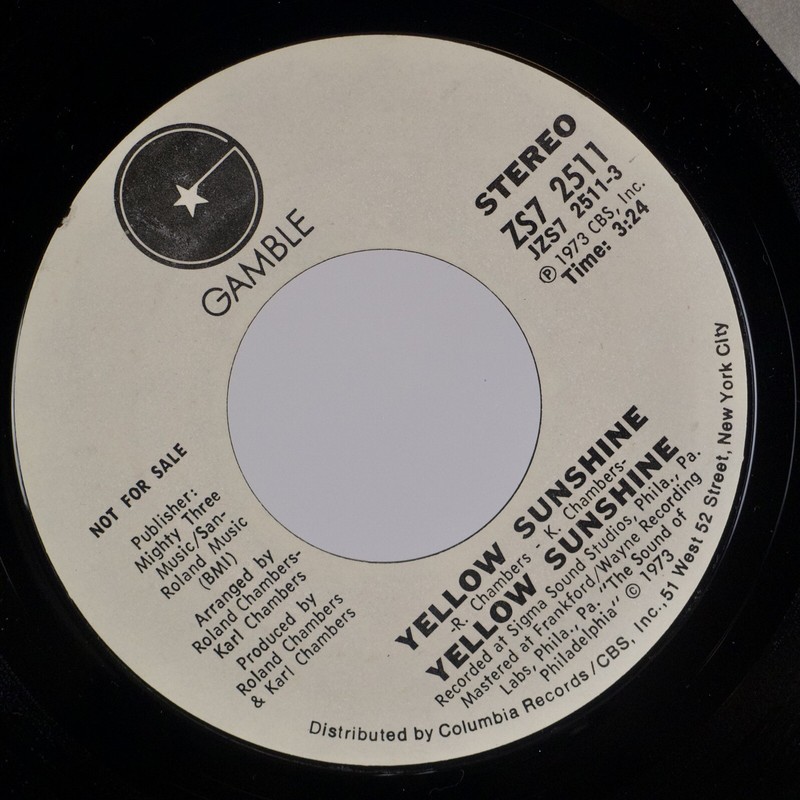 GAMBLE
STEREO
ZS7 2511
JZS7 2511-3
℗ 1973 CBS, Inc.
Time: 3:24
NOT FOR SALE
Publisher:
Mighty Three
Music/San-
Roland Music
(BMI)
Arranged by
Roland Chambers-
Karl Chambers
Produced by
Roland Chambers
& Karl Chambers
YELLOW SUNSHINE
-R. Chambers - K. Chambers-
YELLOW SUNSHINE
Recorded at Sigma Sound Studios, Phila., Pa.
Mastered at Frankford/Wayne Recording
Labs, Phila., Pa. "The Sound of
Philadelphia" © 1973
Distributed by Columbia Records/CBS, Inc., 51 West 52 Street, New York City